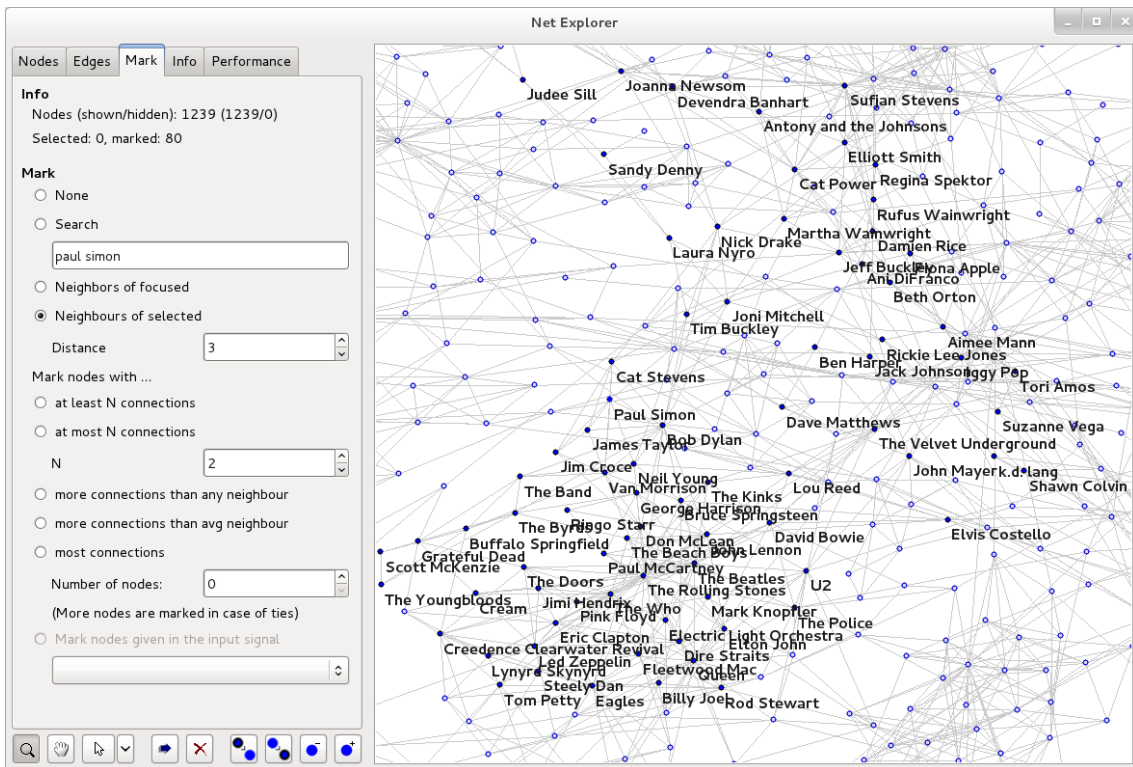 Net Explorer
Nodes Edges Mark Info Performance
Info
Nodes (shown/hidden): 1239 (1239/0)
Selected: 0, marked: 80
Mark
None
Search
paul simon
Neighbors of focused
Neighbours of selected
Distance 3
Mark nodes with ...
at least N connections
at most N connections
N 2
more connections than any neighbour
more connections than avg neighbour
most connections
Number of nodes: 0
(More nodes are marked in case of ties)
Mark nodes given in the input signal
Judee Sill
Joanna Newsom
Devendra Banhart
Sufjan Stevens
Antony and the Johnsons
Elliott Smith
Sandy Denny
Cat Power
Regina Spektor
Rufus Wainwright
Martha Wainwright
Nick Drake
Damien Rice
Laura Nyro
Jeff Buckley
Fiona Apple
Ani DiFranco
Beth Orton
Joni Mitchell
Tim Buckley
Aimee Mann
Rickie Lee Jones
Ben Harper
Jack Johnson
Iggy Pop
Cat Stevens
Tori Amos
Paul Simon
Dave Matthews
Suzanne Vega
James Taylor
Bob Dylan
The Velvet Underground
Jim Croce
John Mayer
k.d. lang
Neil Young
Shawn Colvin
The Band
Van Morrison
The Kinks
Lou Reed
George Harrison
Bruce Springsteen
The Byrds
Ringo Starr
David Bowie
Elvis Costello
Buffalo Springfield
Don McLean
John Lennon
Grateful Dead
The Beach Boys
Scott McKenzie
Paul McCartney
The Doors
The Beatles
U2
The Rolling Stones
The Youngbloods
Cream
Jimi Hendrix
The Who
Mark Knopfler
Pink Floyd
The Police
Eric Clapton
Electric Light Orchestra
Elton John
Creedence Clearwater Revival
Dire Straits
Led Zeppelin
Lynyrd Skynyrd
Fleetwood Mac
Queen
Steely Dan
Tom Petty
Eagles
Billy Joel
Rod Stewart